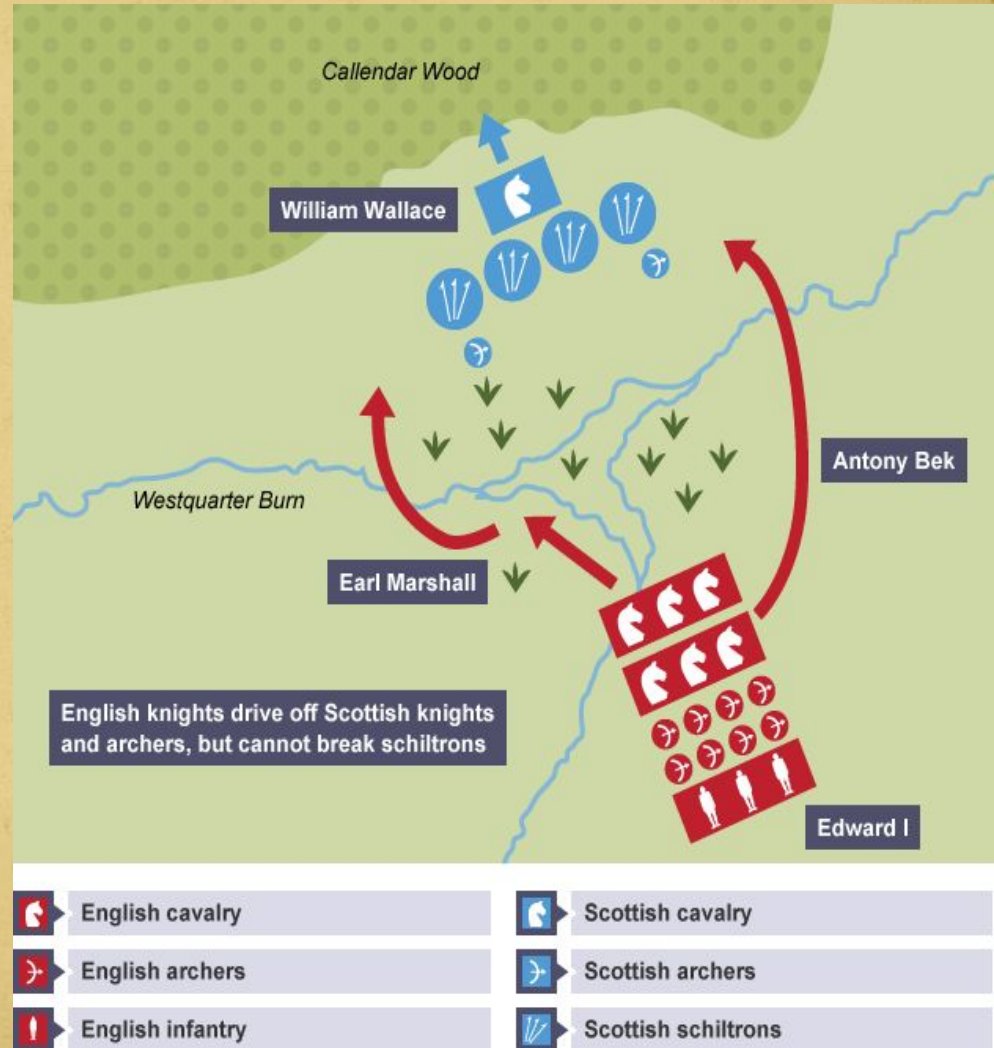 Callendar Wood
William Wallace
Antony Bek
Westquarter Burn
Earl Marshall
English knights drive off Scottish knights
and archers, but cannot break schiltrons
Edward I
English cavalry
Scottish cavalry
English archers
Scottish archers
English infantry
Scottish schiltrons